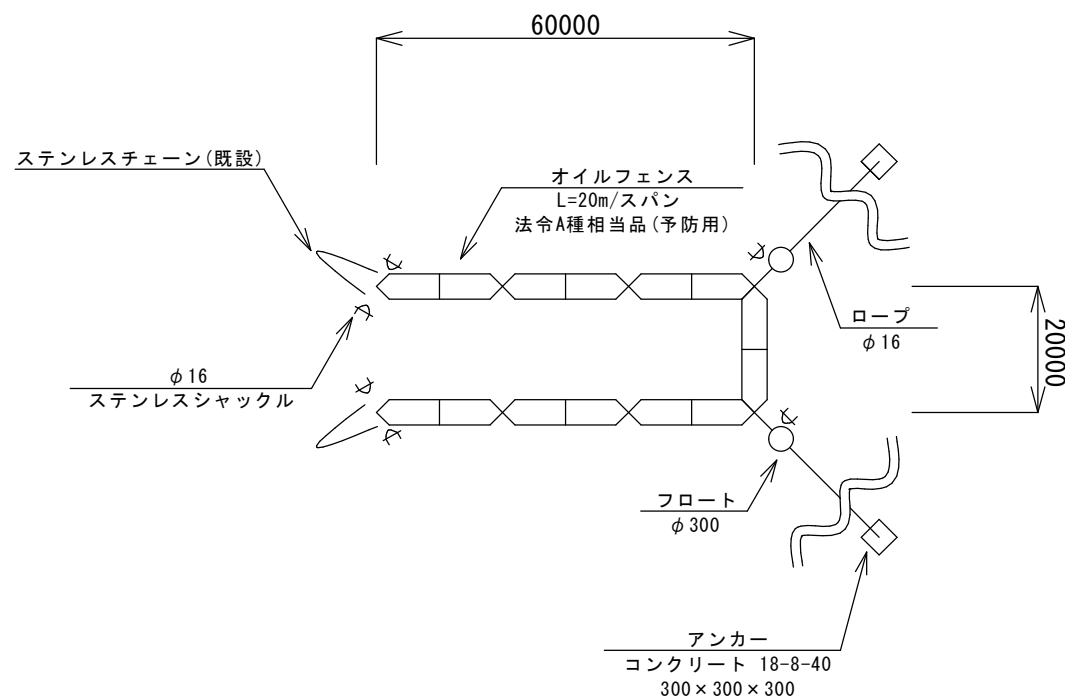 60000
ステンレスチェーン(既設)
オイルフェンス
L=20m/スパン
法令A種相当品(予防用)
ロープ
φ16
20000
φ16
ステンレスシャックル
フロート
φ300
アンカー
コンクリート 18-8-40
300×300×300